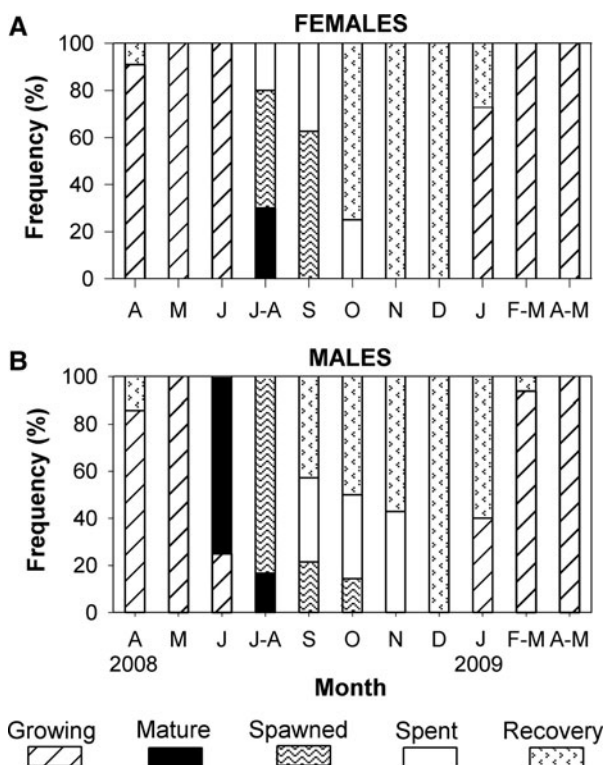 A
FEMALES
Frequency (%)
100
80
60
40
20
0
A M J J-A S O N D J F-M A-M
B
MALES
Frequency (%)
100
80
60
40
20
0
A M J J-A S O N D J F-M A-M
2008 2009
Month
Growing Mature Spawned Spent Recovery